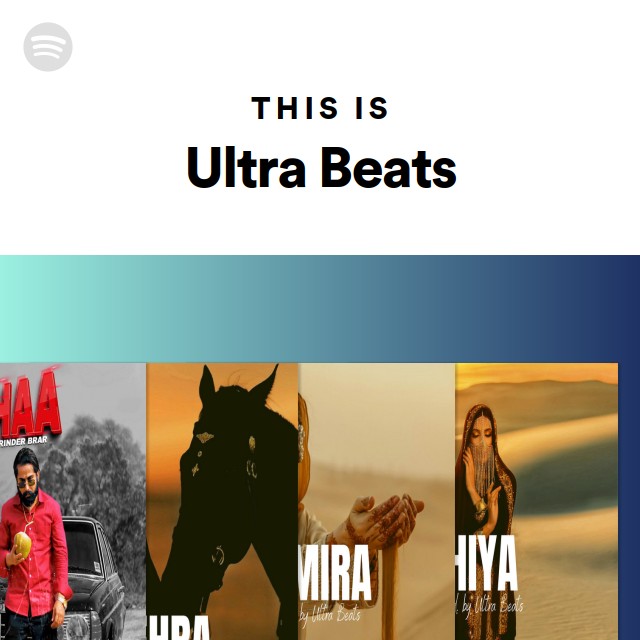 THIS IS
Ultra Beats
HAA
RINDER BRAR
HRA
MIRA
by Ultra Beats
HIYA
. by Ultra Beats